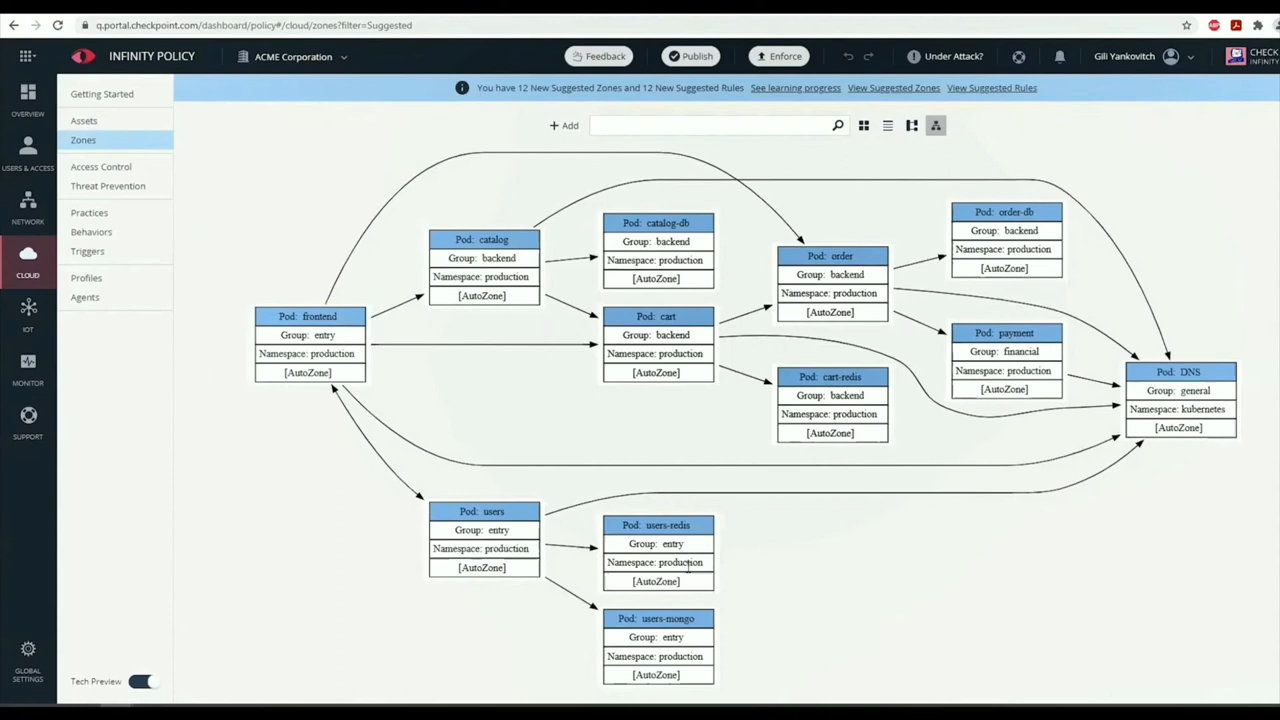 q.portal.checkpoint.com/dashboard/policy#/cloud/zones?filter=Suggested
INFINITY POLICY
ACME Corporation
Feedback
Publish
Enforce
Under Attack?
Gili Yankovitch
CHECK
INFINITY
OVERVIEW
USERS & ACCESS
NETWORK
CLOUD
IOT
MONITOR
SUPPORT
GLOBAL
SETTINGS
Getting Started
Assets
Zones
Access Control
Threat Prevention
Practices
Behaviors
Triggers
Profiles
Agents
Tech Preview
You have 12 New Suggested Zones and 12 New Suggested Rules See learning progress View Suggested Zones View Suggested Rules
+ Add
Pod: frontend
Group: entry
Namespace: production
[AutoZone]
Pod: catalog
Group: backend
Namespace: production
[AutoZone]
Pod: users
Group: entry
Namespace: production
[AutoZone]
Pod: catalog-db
Group: backend
Namespace: production
[AutoZone]
Pod: cart
Group: backend
Namespace: production
[AutoZone]
Pod: users-redis
Group: entry
Namespace: production
[AutoZone]
Pod: users-mongo
Group: entry
Namespace: production
[AutoZone]
Pod: order
Group: backend
Namespace: production
[AutoZone]
Pod: cart-redis
Group: backend
Namespace: production
[AutoZone]
Pod: order-db
Group: backend
Namespace: production
[AutoZone]
Pod: payment
Group: financial
Namespace: production
[AutoZone]
Pod: DNS
Group: general
Namespace: kubernetes
[AutoZone]